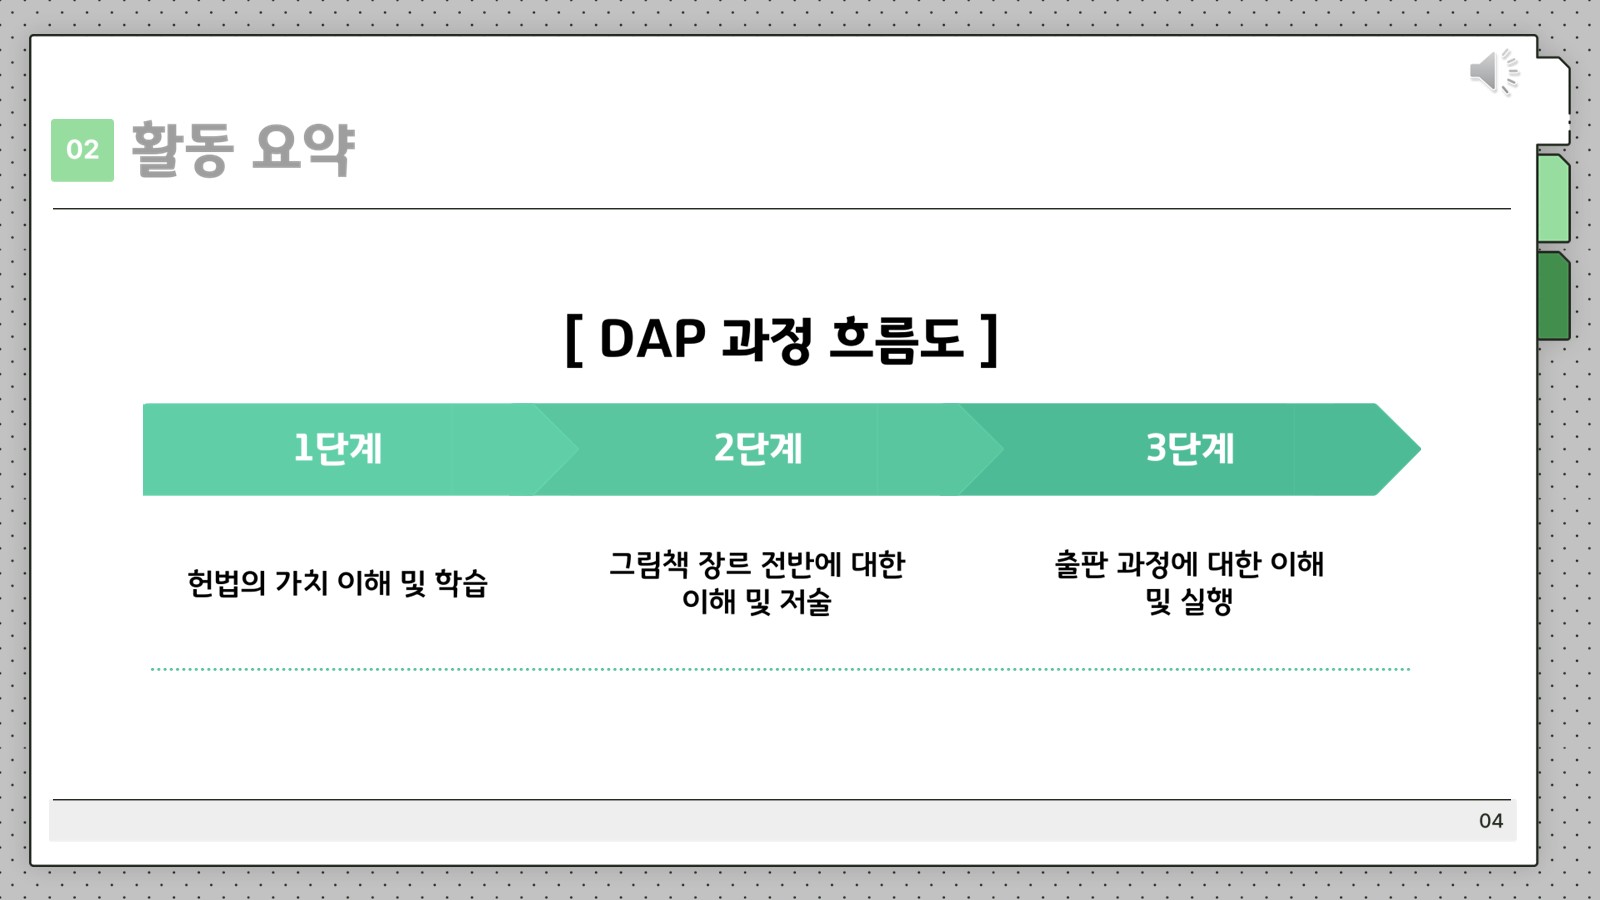 02 활동 요약
[ DAP 과정 흐름도 ]
1단계 2단계 3단계
헌법의 가치 이해 및 학습
그림책 장르 전반에 대한
이해 및 저술
출판 과정에 대한 이해
및 실행
04